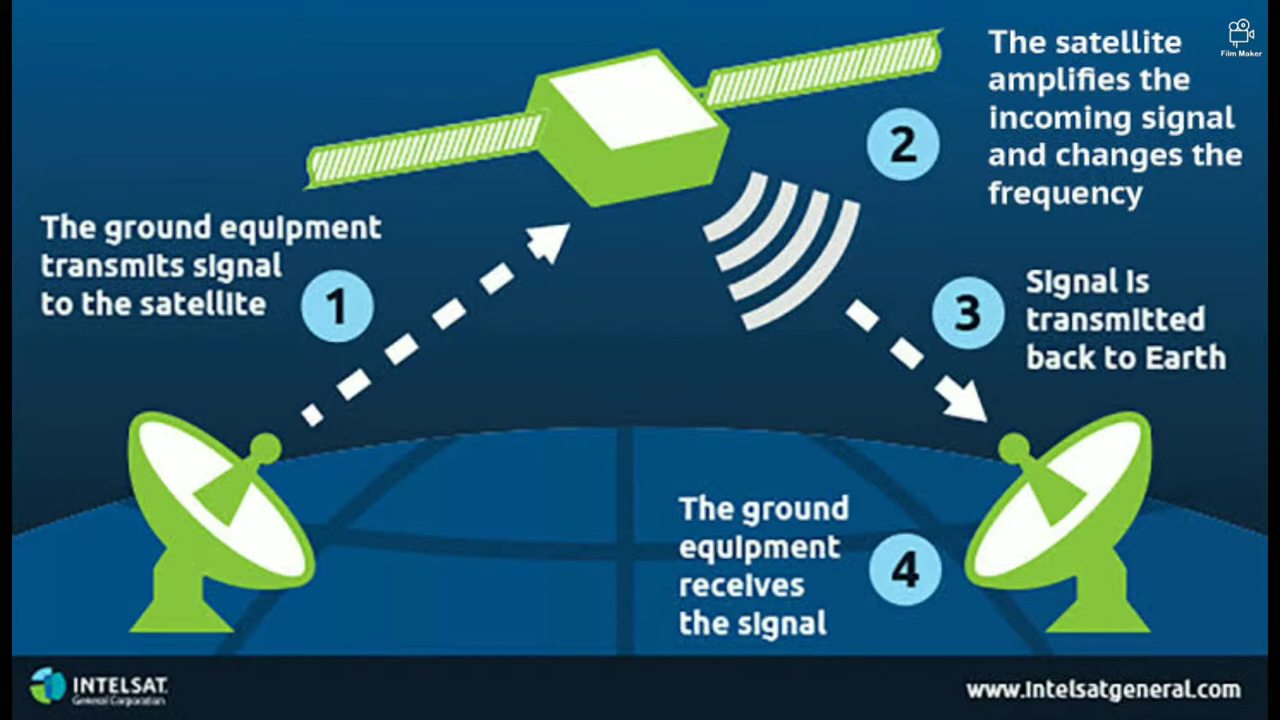 The ground equipment
transmits signal
to the satellite
1
The satellite
amplifies the
incoming signal
and changes the
frequency
2
Film Maker
3
Signal is
transmitted
back to Earth
The ground
equipment
receives
the signal
4
INTELSAT.
General Corporation
www.intelsatgeneral.com